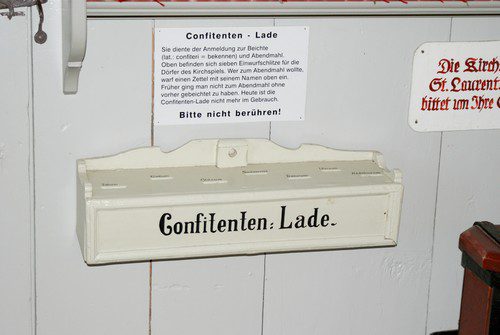 Confitenten - Lade
Sie diente der Anmeldung zur Beichte
(lat.: confiteri = bekennen) und Abendmahl.
Oben befinden sich sieben Einwurfschlitze für die
Dörfer des Kirchspiels. Wer zum Abendmahl wollte,
warf einen Zettel mit seinem Namen oben ein.
Früher ging man nicht zum Abendmahl ohne
vorher gebeichtet zu haben. Heute ist die
Confitenten-Lade nicht mehr im Gebrauch.
Bitte nicht berühren!
Die Kirch
St. Laurent
bittet um Ihre
Confitenten: Lade.